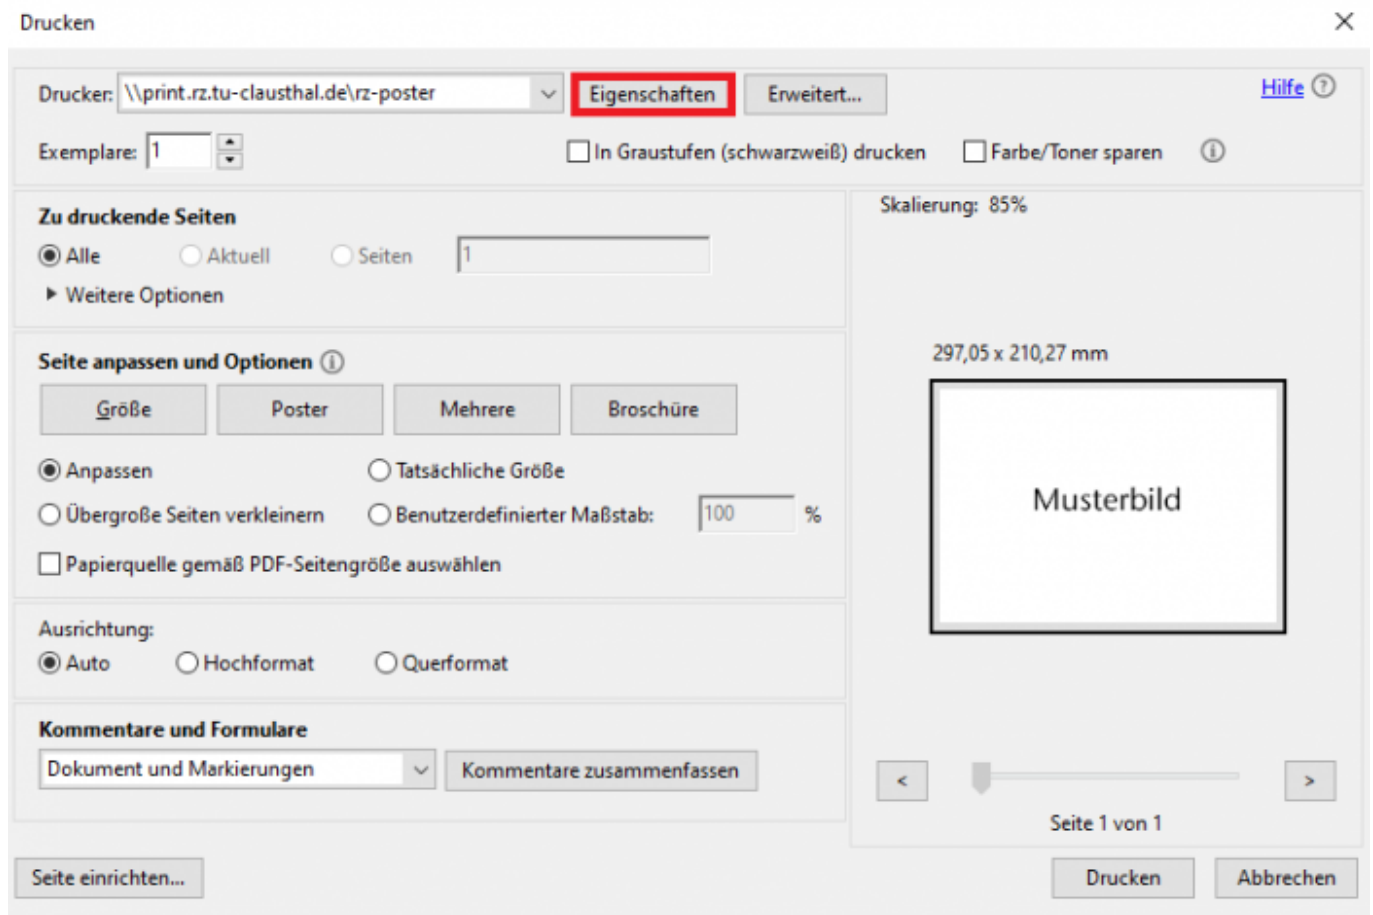 Drucken
Drucker: \\print.rz.tu-clausthal.de\rz-poster Eigenschaften Erweitert... Hilfe ?
Exemplare: 1 In Graustufen (schwarzweiß) drucken Farbe/Toner sparen
Zu druckende Seiten
Alle Aktuell Seiten 1
Weitere Optionen
Seite anpassen und Optionen
Größe Poster Mehrere Broschüre
Anpassen Tatsächliche Größe
Übergroße Seiten verkleinern Benutzerdefinierter Maßstab: 100 %
Papierquelle gemäß PDF-Seitengröße auswählen
Ausrichtung:
Auto Hochformat Querformat
Kommentare und Formulare
Dokument und Markierungen Kommentare zusammenfassen
Skalierung: 85%
297,05 x 210,27 mm
Musterbild
< >
Seite 1 von 1
Seite einrichten... Drucken Abbrechen